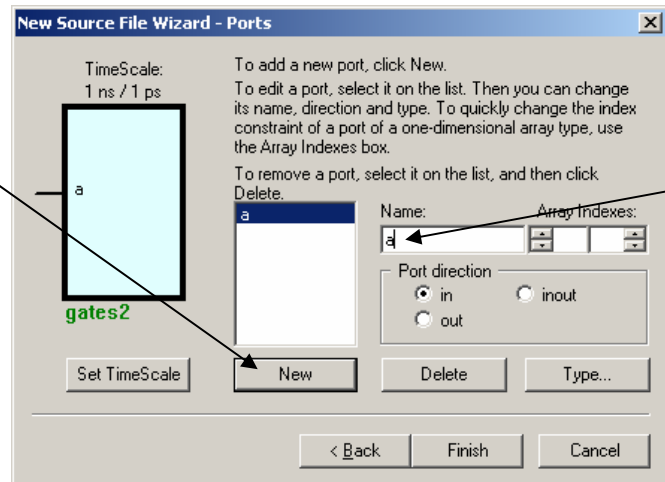 New Source File Wizard - Ports
TimeScale:
1 ns / 1 ps
a
gates2
Set TimeScale
To add a new port, click New.
To edit a port, select it on the list. Then you can change
its name, direction and type. To quickly change the index
constraint of a port of a one-dimensional array type, use
the Array Indexes box.
To remove a port, select it on the list, and then click
Delete.
a
Name:
Array Indexes:
a
Port direction
in
inout
out
New
Delete
Type...
< Back
Finish
Cancel